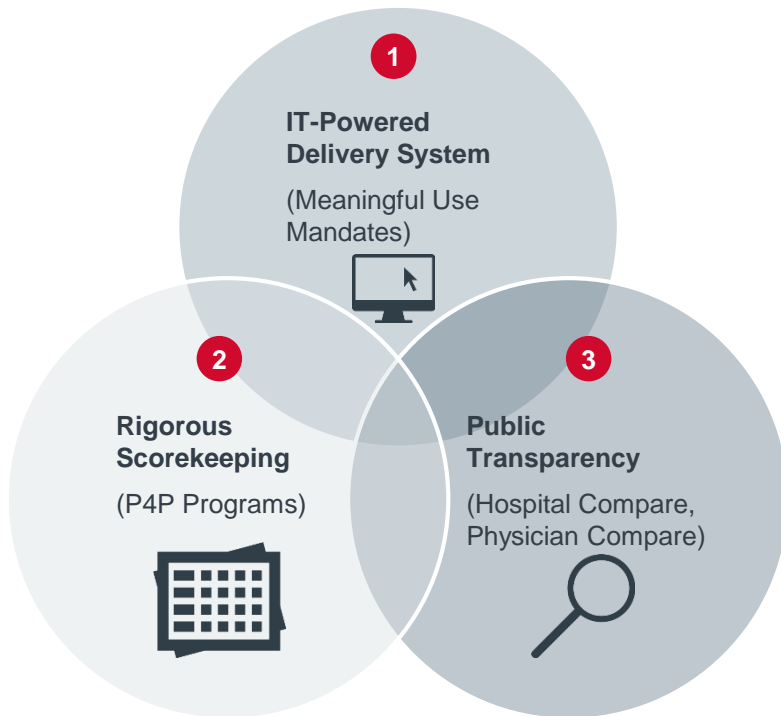 1
IT-Powered
Delivery System
(Meaningful Use
Mandates)
2
Rigorous
Scorekeeping
(P4P Programs)
3
Public
Transparency
(Hospital Compare,
Physician Compare)